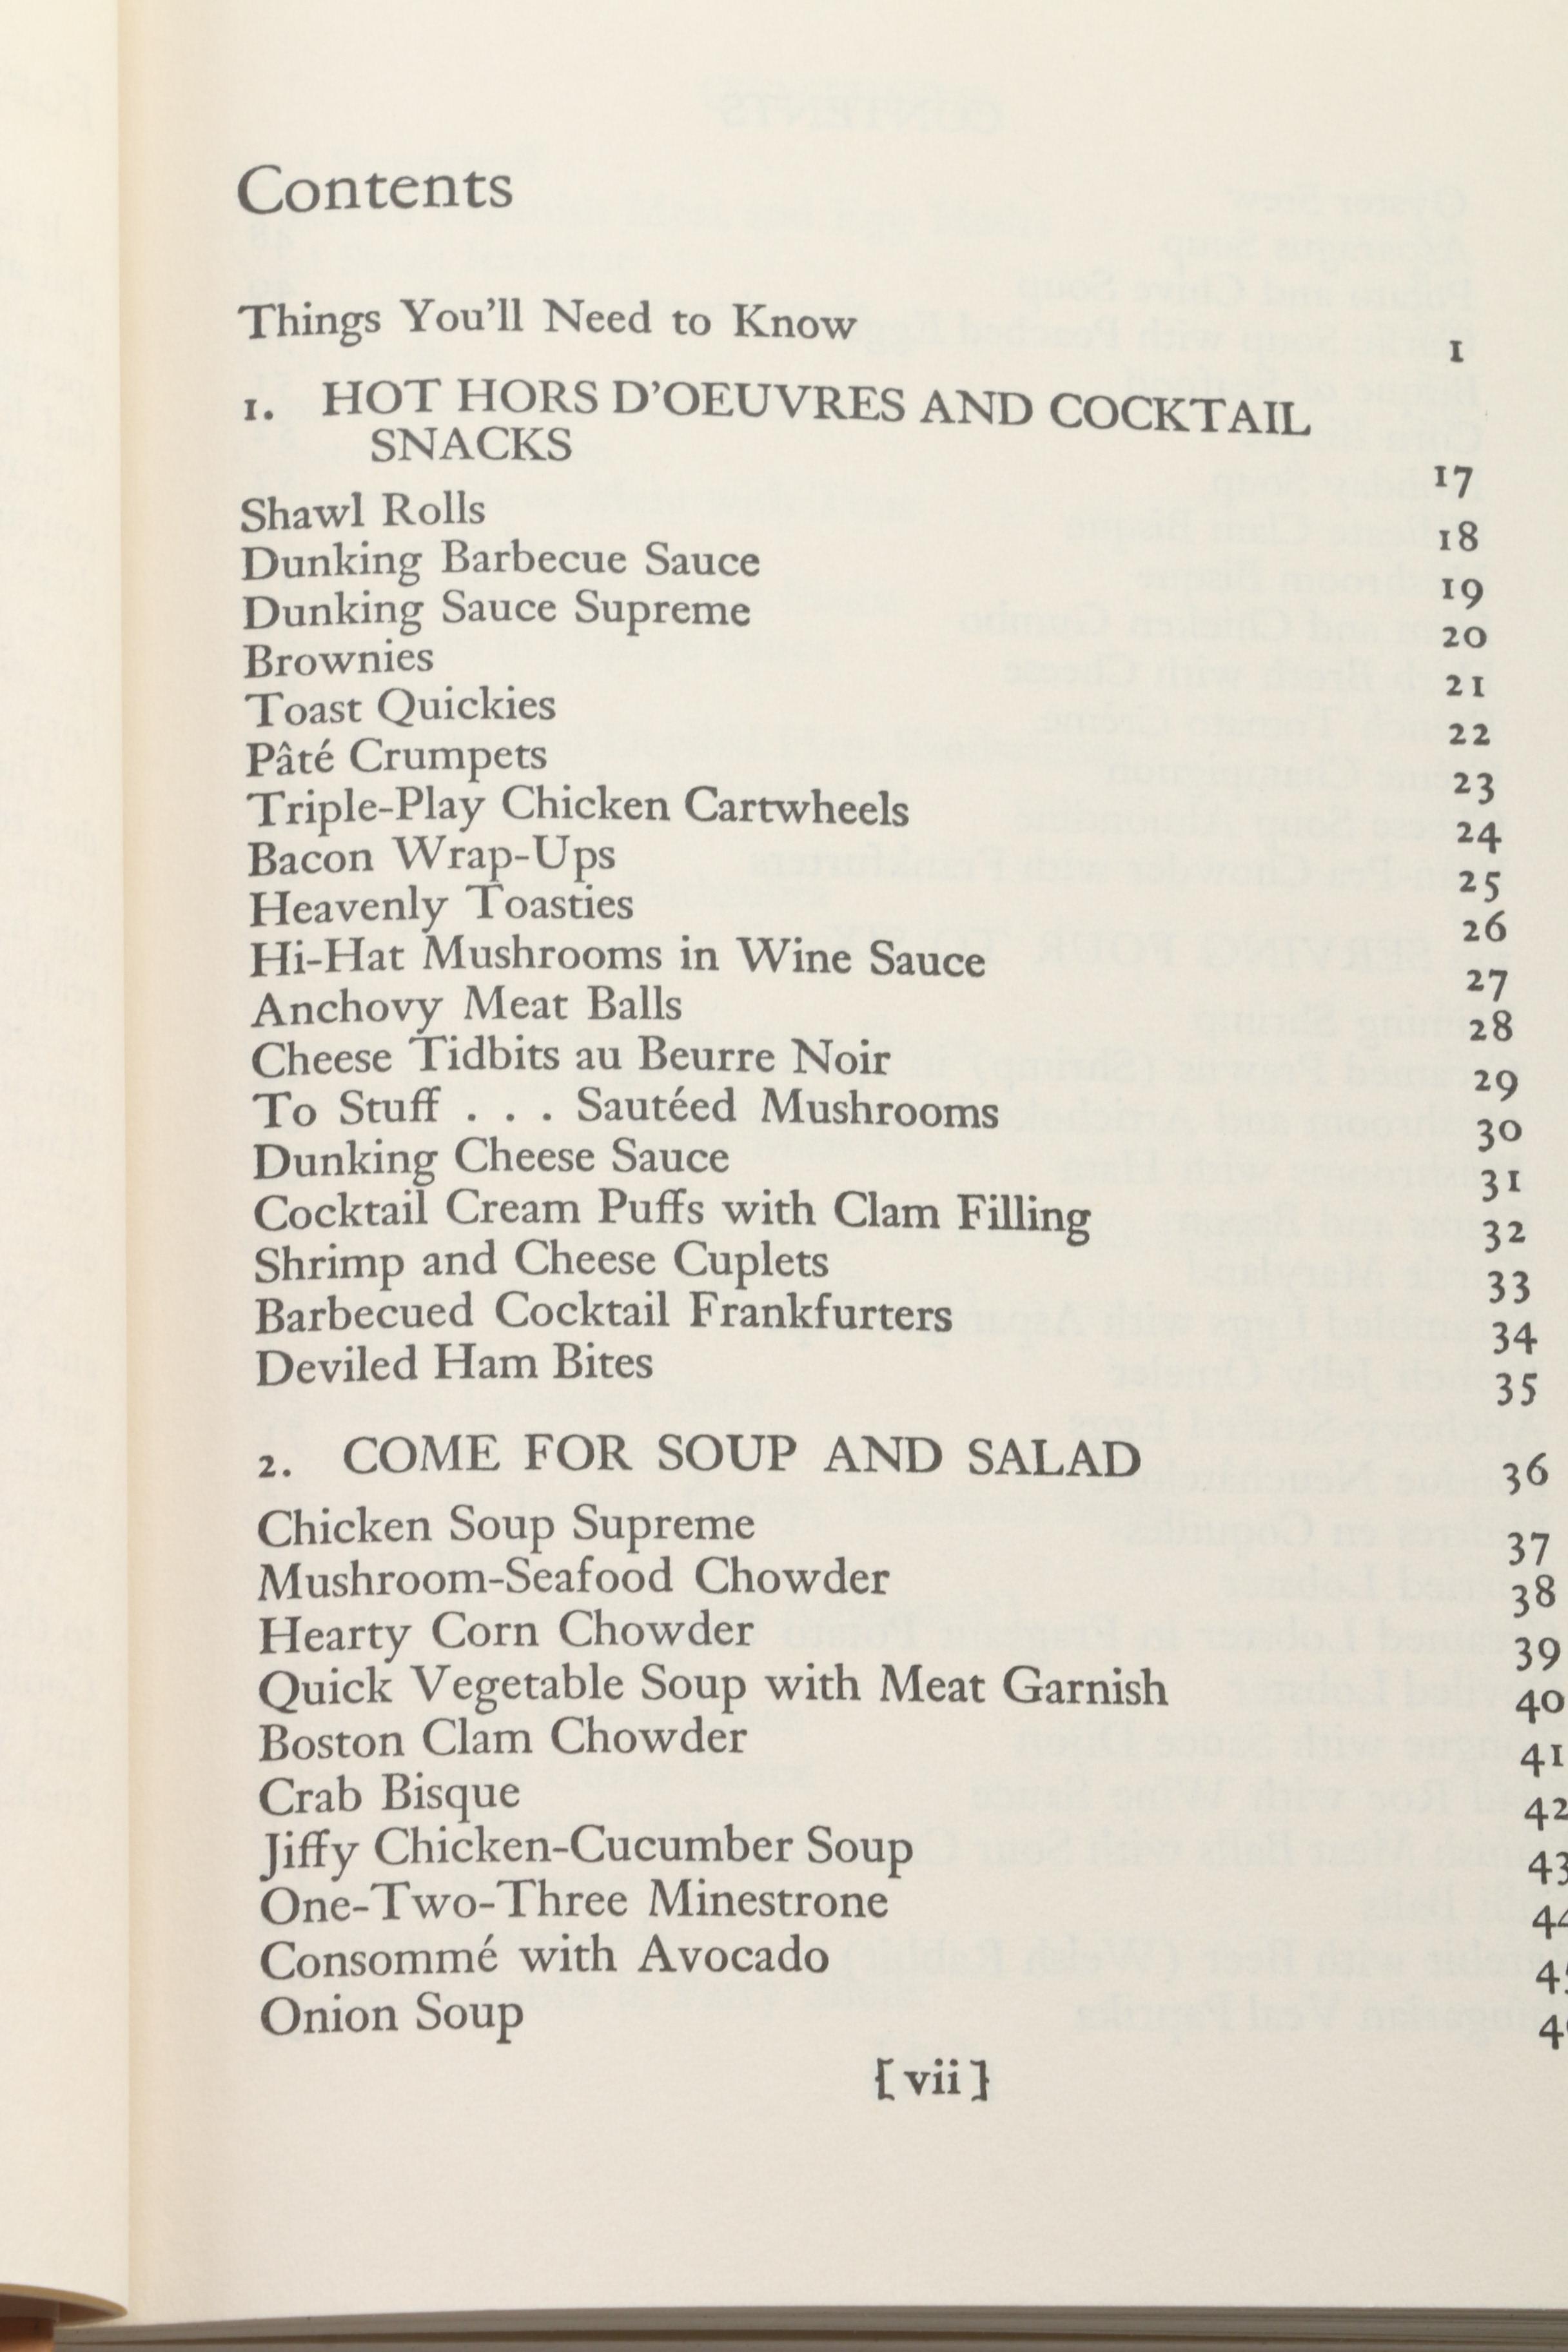 Contents
Things You'll Need to Know 1
1. HOT HORS D'OEUVRES AND COCKTAIL
SNACKS 17
Shawl Rolls 18
Dunking Barbecue Sauce 19
Dunking Sauce Supreme 20
Brownies 21
Toast Quickies 22
Pâté Crumpets 23
Triple-Play Chicken Cartwheels 24
Bacon Wrap-Ups 25
Heavenly Toasties 26
Hi-Hat Mushrooms in Wine Sauce 27
Anchovy Meat Balls 28
Cheese Tidbits au Beurre Noir 29
To Stuff . . . Sautéed Mushrooms 30
Dunking Cheese Sauce 31
Cocktail Cream Puffs with Clam Filling 32
Shrimp and Cheese Cuplets 33
Barbecued Cocktail Frankfurters 34
Deviled Ham Bites 35
2. COME FOR SOUP AND SALAD 36
Chicken Soup Supreme 37
Mushroom-Seafood Chowder 38
Hearty Corn Chowder 39
Quick Vegetable Soup with Meat Garnish 40
Boston Clam Chowder 41
Crab Bisque 42
Jiffy Chicken-Cucumber Soup 43
One-Two-Three Minestrone 44
Consommé with Avocado 45
Onion Soup
[vii]